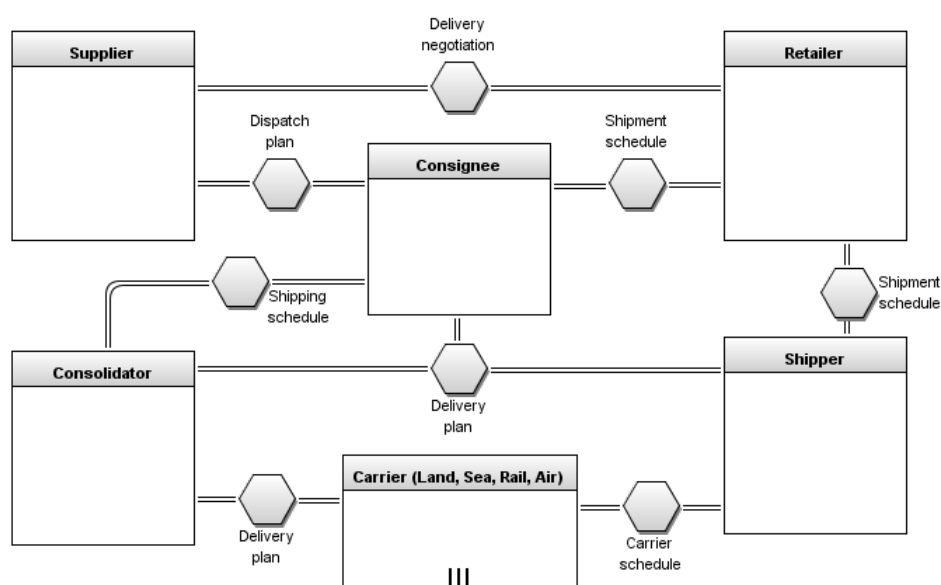 Delivery
negotiation
Supplier
Retailer
Dispatch
plan
Shipment
schedule
Consignee
Shipping
schedule
Shipment
schedule
Consolidator
Shipper
Delivery
plan
Carrier (Land, Sea, Rail, Air)
Delivery
plan
Carrier
schedule